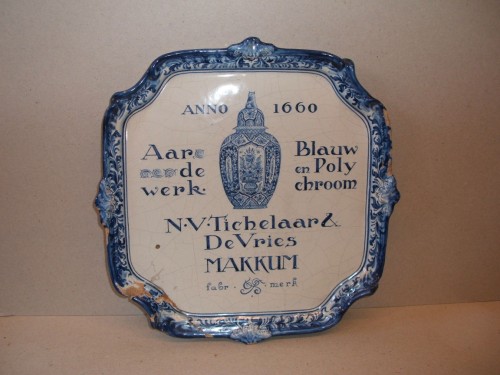 ANNO 1660
Aarde werk. Blauw en Poly chroom
N.V. Tichelaar &
De Vries
MAKKUM
fabr. merk